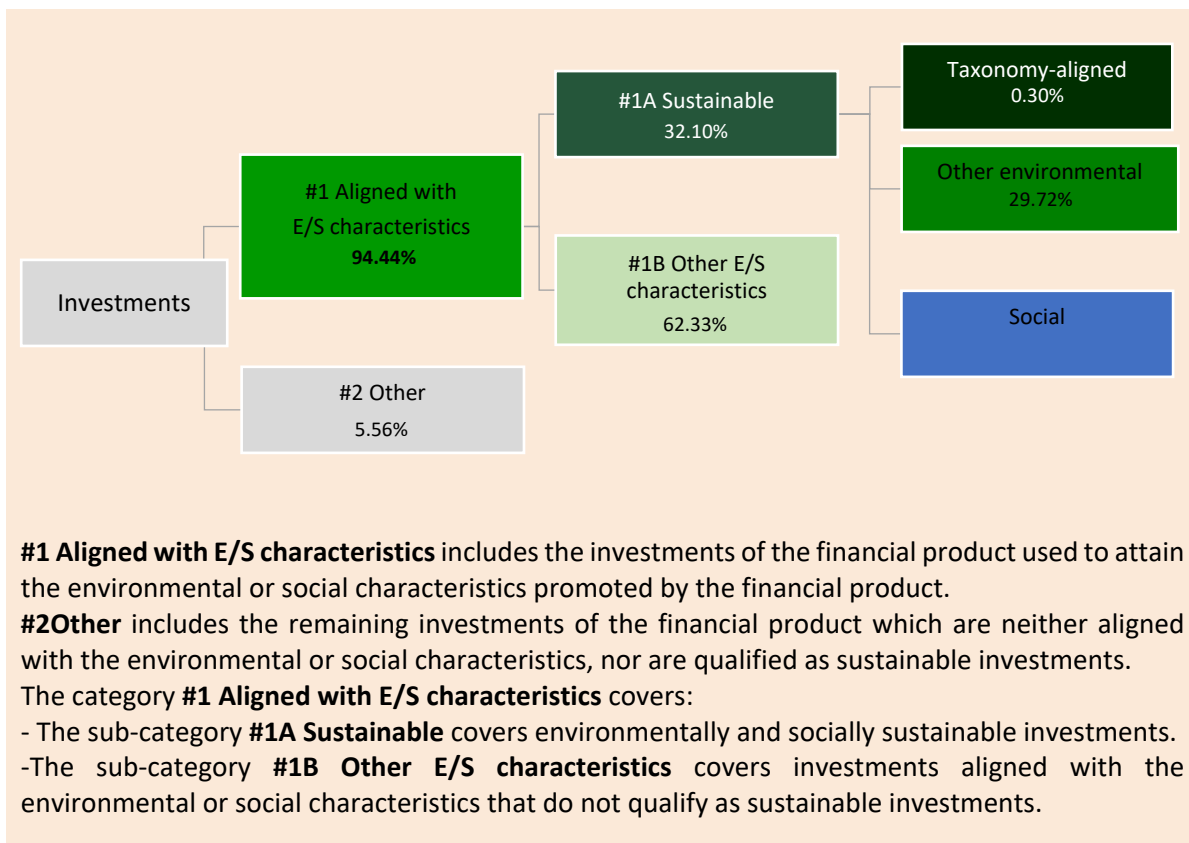 Investments
#1 Aligned with
E/S characteristics
94.44%
#2 Other
5.56%
#1A Sustainable
32.10%
#1B Other E/S
characteristics
62.33%
Taxonomy-aligned
0.30%
Other environmental
29.72%
Social
#1 Aligned with E/S characteristics includes the investments of the financial product used to attain
the environmental or social characteristics promoted by the financial product.
#2Other includes the remaining investments of the financial product which are neither aligned
with the environmental or social characteristics, nor are qualified as sustainable investments.
The category #1 Aligned with E/S characteristics covers:
- The sub-category #1A Sustainable covers environmentally and socially sustainable investments.
-The sub-category #1B Other E/S characteristics covers investments aligned with the
environmental or social characteristics that do not qualify as sustainable investments.